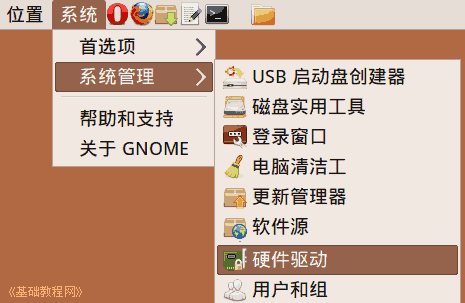 位置 系统
首选项
系统管理
帮助和支持
关于 GNOME
USB 启动盘创建器
磁盘实用工具
登录窗口
电脑清洁工
更新管理器
软件源
硬件驱动
用户和组
《基础教程网》